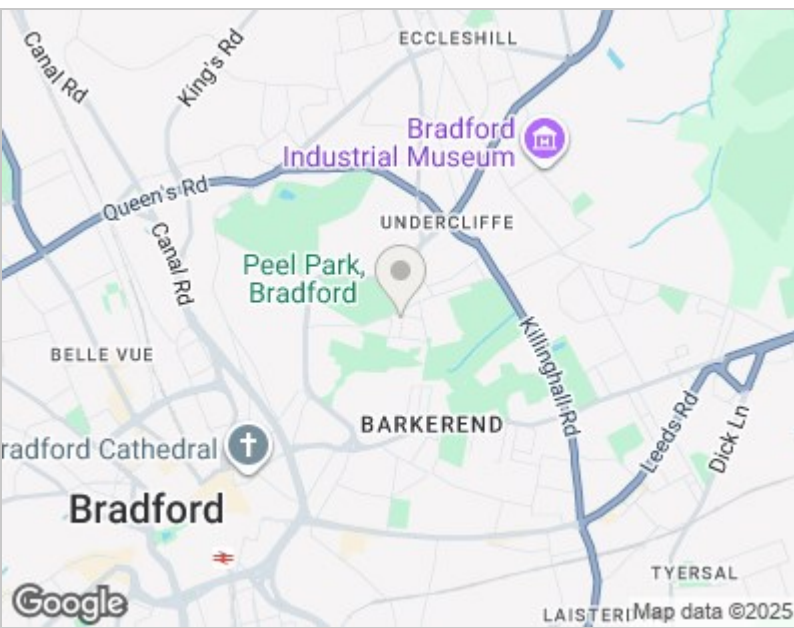 ECCLESHILL
Canal Rd
King's Rd
Bradford
Industrial Museum
Queen's Rd
UNDERCLIFFE
Canal Rd
Peel Park,
Bradford
Killinghall Rd
BELLE VUE
BARKEREND
Leeds Rd
Dick Ln
radford Cathedral
Bradford
TYERSAL
Google
LAISTERI
Map data ©2025